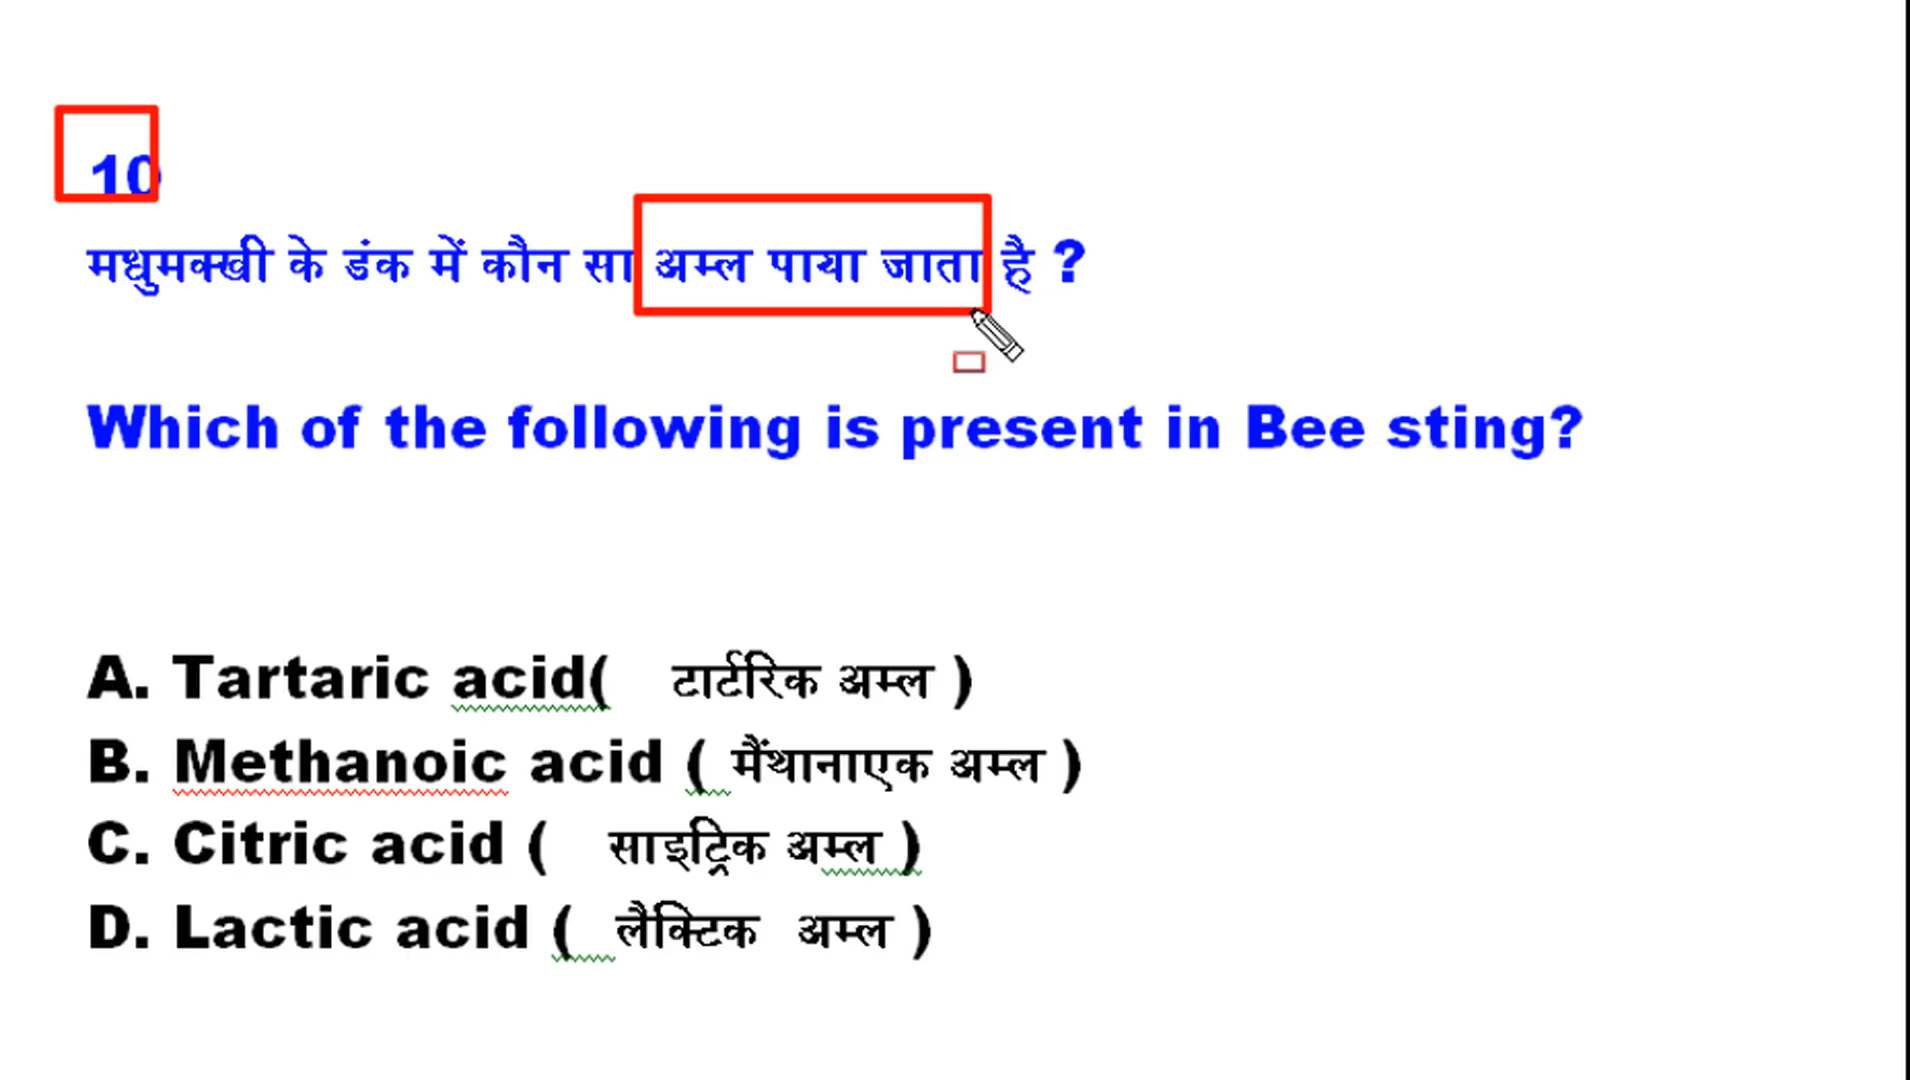 10
मधुमक्खी के डंक में कौन सा अम्ल पाया जाता है ?
Which of the following is present in Bee sting?
A. Tartaric acid( टार्टरिक अम्ल )
B. Methanoic acid ( मैंथानाएक अम्ल )
C. Citric acid ( साइट्रिक अम्ल )
D. Lactic acid ( लैक्टिक अम्ल )